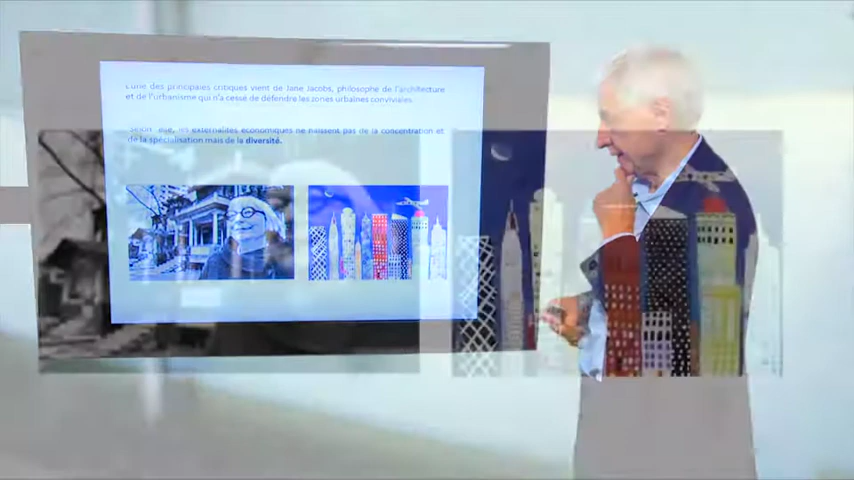 L'une des principales critiques vient de Jane Jacobs, philosophe de l'architecture
et de l'urbanisme qui n'a cessé de défendre les zones urbaines conviviales.
Selon elle, les externalités économiques ne naissent pas de la concentration et
de la spécialisation mais de la diversité.